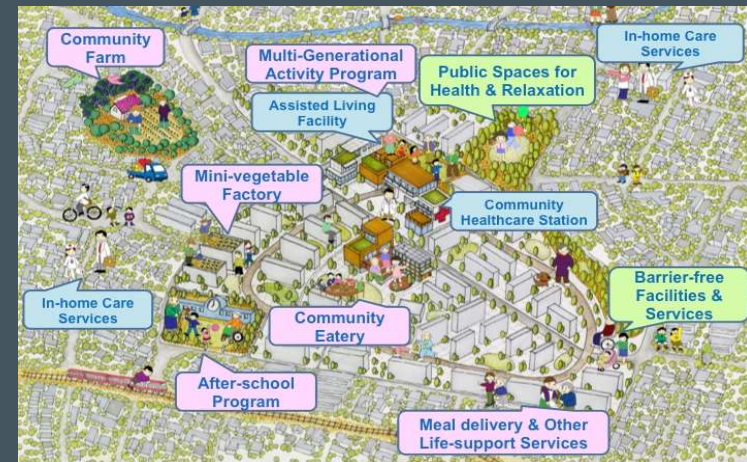 Community
Farm
Multi-Generational
Activity Program
In-home Care
Services
Public Spaces for
Health & Relaxation
Assisted Living
Facility
Mini-vegetable
Factory
Community
Healthcare Station
In-home Care
Services
Community
Eatery
Barrier-free
Facilities &
Services
After-school
Program
Meal delivery & Other
Life-support Services